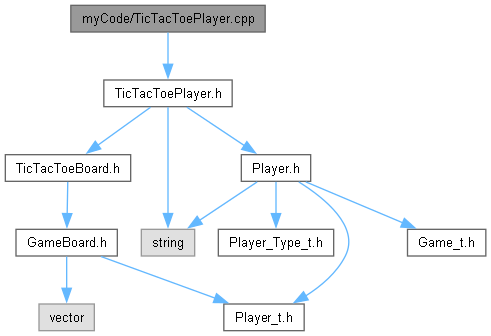 myCode/TicTacToePlayer.cpp
TicTacToePlayer.h
TicTacToeBoard.h
Player.h
GameBoard.h
string
Player_Type_t.h
Game_t.h
vector
Player_t.h